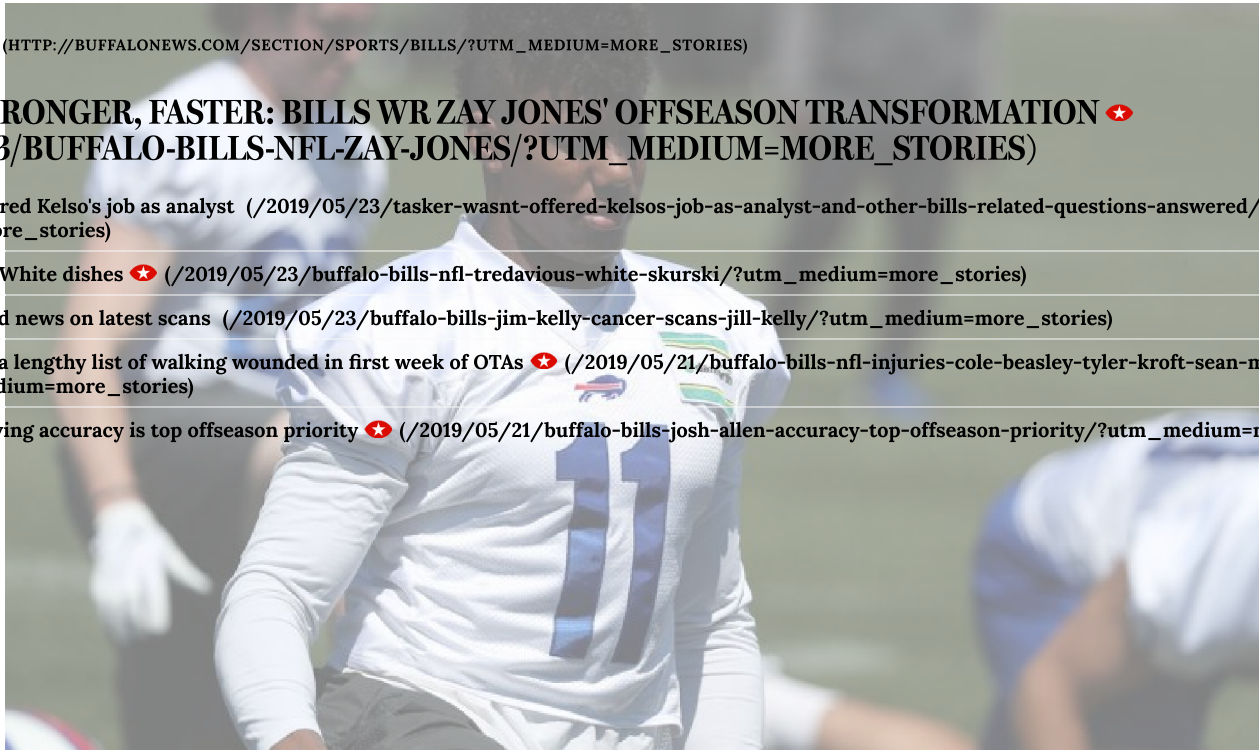 (HTTP://BUFFALONEWS.COM/SECTION/SPORTS/BILLS/?UTM_MEDIUM=MORE_STORIES)
RONGER, FASTER: BILLS WR ZAY JONES' OFFSEASON TRANSFORMATION
3/BUFFALO-BILLS-NFL-ZAY-JONES/?UTM_MEDIUM=MORE_STORIES)
red Kelso's job as analyst (/2019/05/23/tasker-wasnt-offered-kelsos-job-as-analyst-and-other-bills-related-questions-answered/
ore_stories)
White dishes (/2019/05/23/buffalo-bills-nfl-tredavious-white-skurski/?utm_medium=more_stories)
d news on latest scans (/2019/05/23/buffalo-bills-jim-kelly-cancer-scans-jill-kelly/?utm_medium=more_stories)
a lengthy list of walking wounded in first week of OTAs (/2019/05/21/buffalo-bills-nfl-injuries-cole-beasley-tyler-kroft-sean-m
dium=more_stories)
ving accuracy is top offseason priority (/2019/05/21/buffalo-bills-josh-allen-accuracy-top-offseason-priority/?utm_medium=m
11